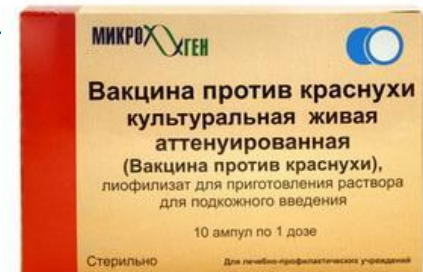 МИКРОГЕН
Вакцина против краснухи
культуральная живая
аттенуированная
(Вакцина против краснухи),
лиофилизат для приготовления раствора
для подкожного введения
10 ампул по 1 дозе
Стерильно
Для лечебно-профилактических учреждений